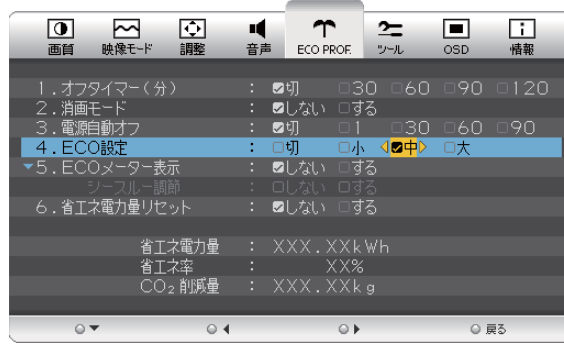 画質 映像モード 調整 音声 ECO PROF. ツール OSD 情報
1.オフタイマー(分) : ☑切 □30 □60 □90 □120
2.消画モード : ☑しない □する
3.電源自動オフ : ☑切 □1 □30 □60 □90
4.ECO設定 : □切 □小 ☑中 □大
▼5.ECOメーター表示 : ☑しない □する
シースルー調節 : □しない □する
6.省エネ電力量リセット : ☑しない □する
省エネ電力量 : XXX.XXkWh
省エネ率 : XX%
CO₂削減量 : XXX.XXkg
戻る